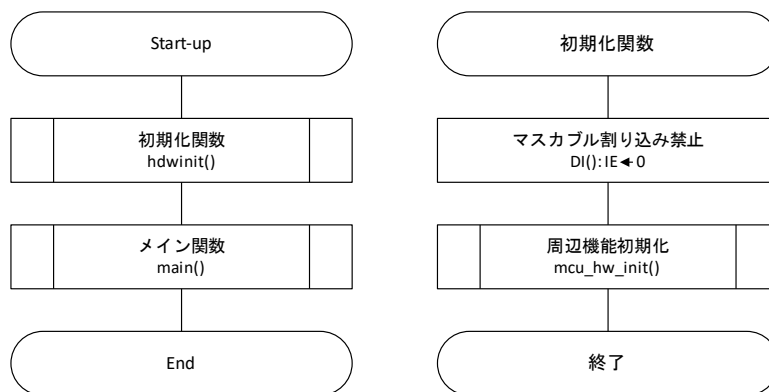 Start-up
初期化関数
hdwinit()
メイン関数
main()
End
初期化関数
マスカブル割り込み禁止
DI(): IE←0
周辺機能初期化
mcu_hw_init()
終了